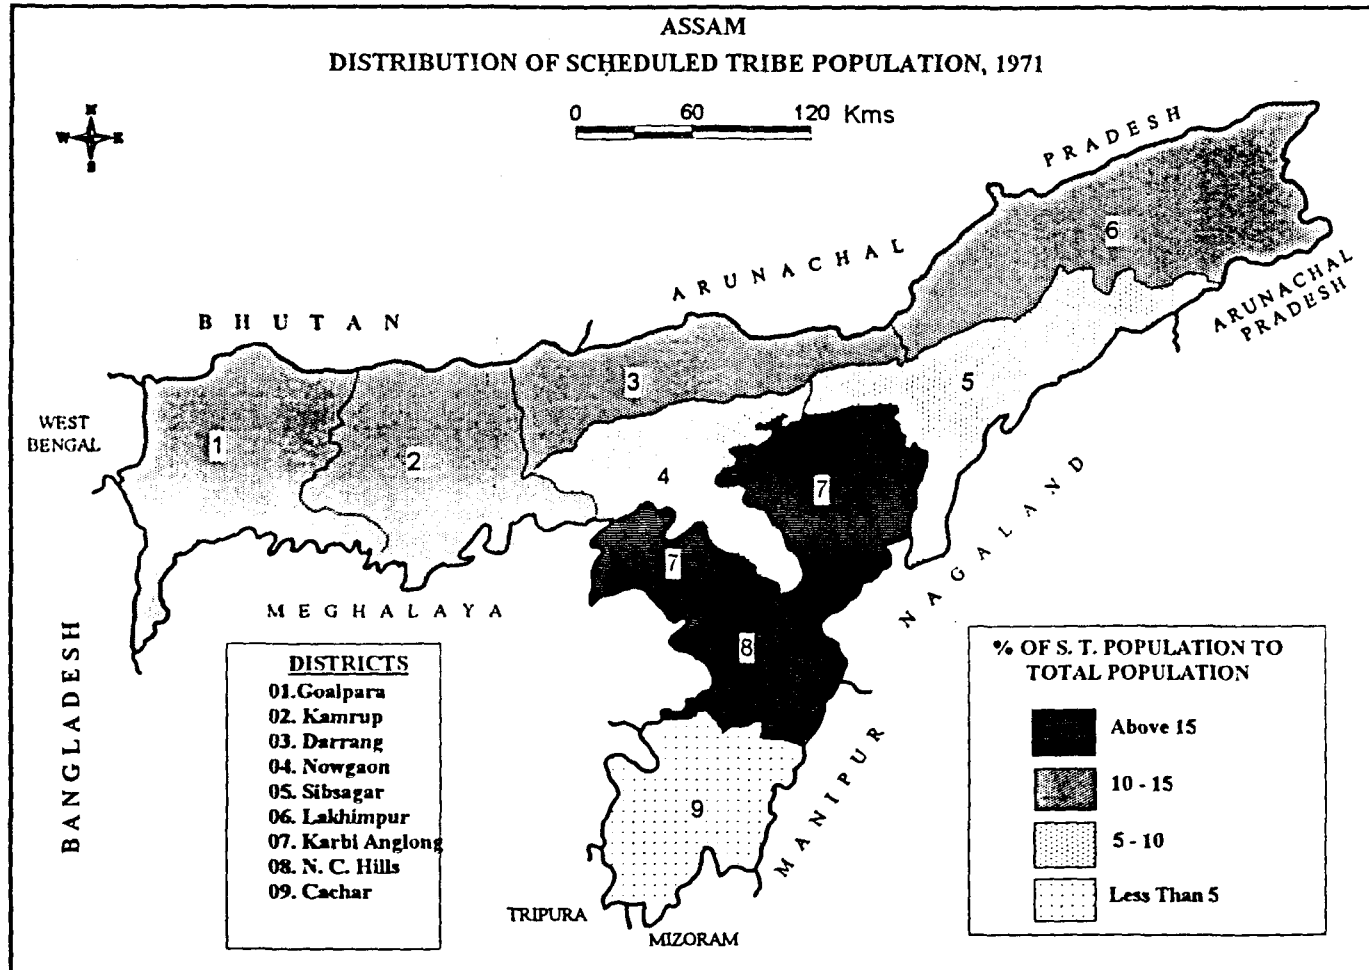 ASSAM
DISTRIBUTION OF SCHEDULED TRIBE POPULATION, 1971
N
W E
S
0 60 120 Kms
PRADESH
ARUNACHAL
BHUTAN
ARUNACHAL
PRADESH
WEST
BENGAL
1
2
3
4
5
6
7
7
8
9
MEGHALAYA
NAGALAND
BANGLADESH
MANIPUR
TRIPURA
MIZORAM
DISTRICTS
01.Goalpara
02. Kamrup
03. Darrang
04. Nowgaon
05. Sibsagar
06. Lakhimpur
07. Karbi Anglong
08. N. C. Hills
09. Cachar
% OF S. T. POPULATION TO
TOTAL POPULATION
Above 15
10 - 15
5 - 10
Less Than 5